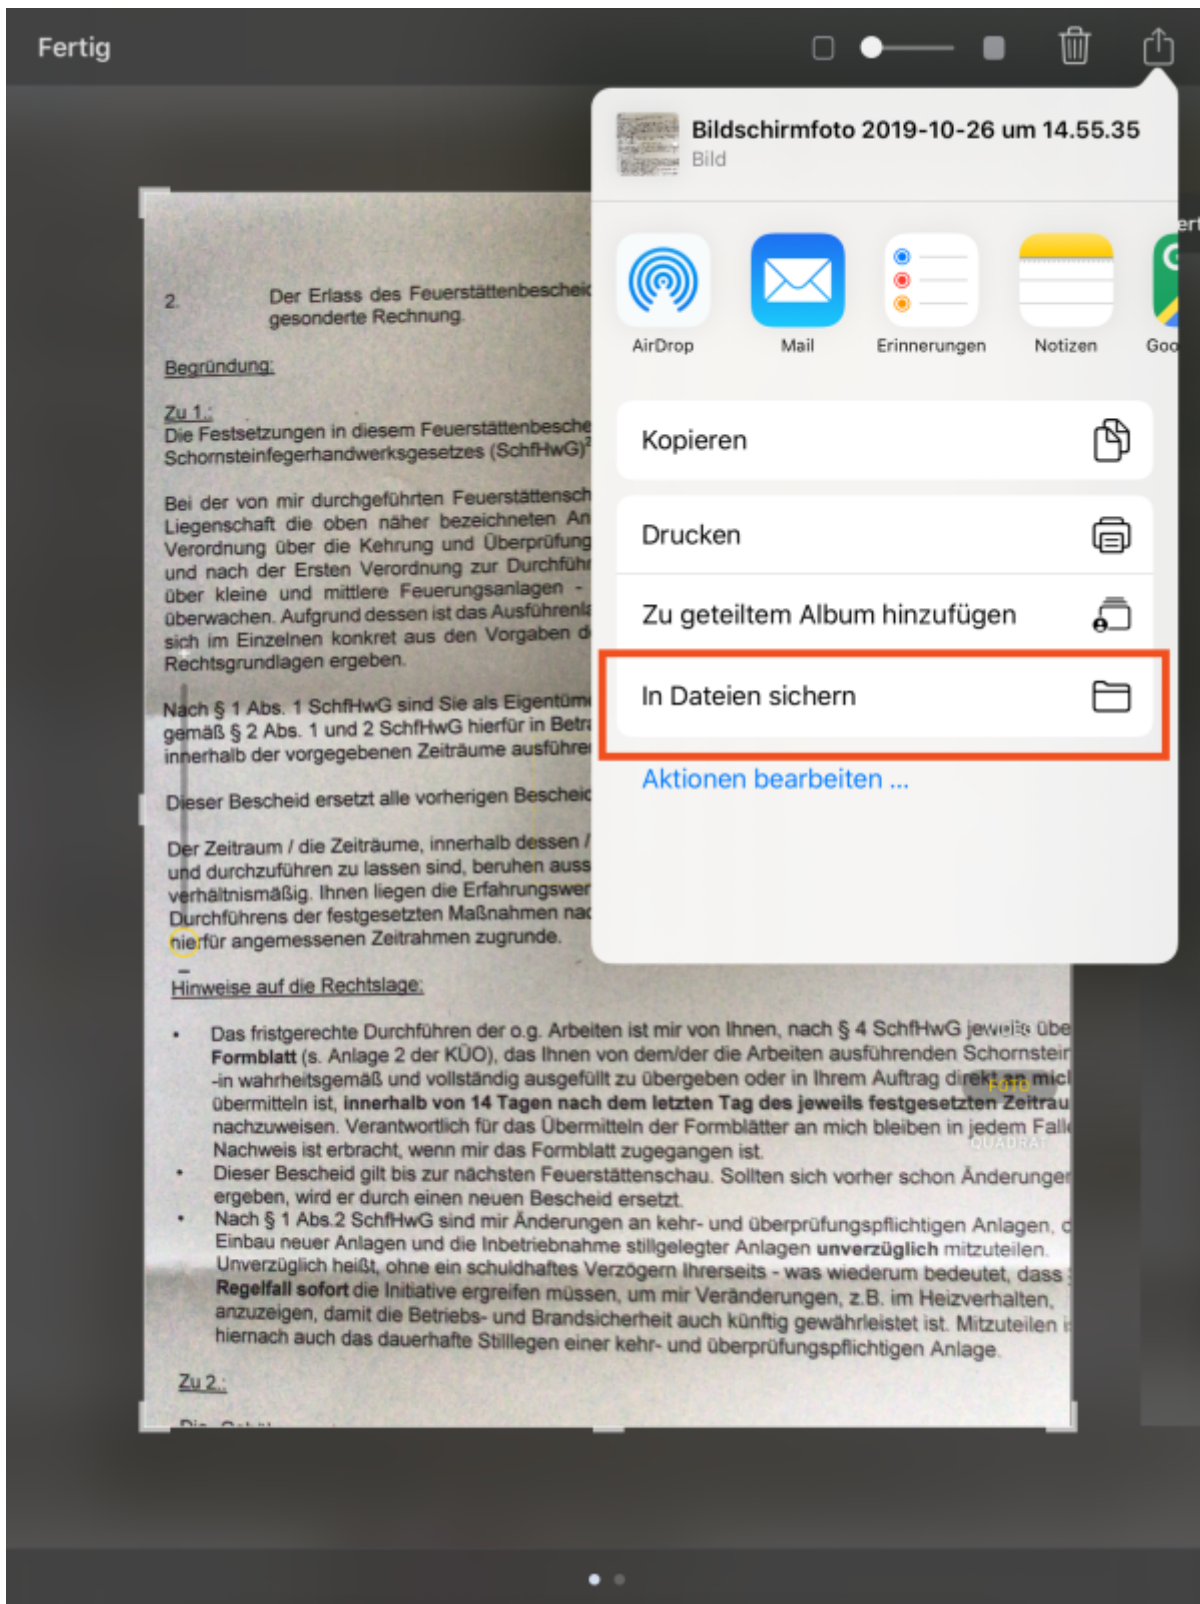 Fertig
Bildschirmfoto 2019-10-26 um 14.55.35
Bild
AirDrop
Mail
Erinnerungen
Notizen
Goo
Kopieren
Drucken
Zu geteiltem Album hinzufügen
In Dateien sichern
Aktionen bearbeiten ...
2. Der Erlass des Feuerstättenbescheid
gesonderte Rechnung.
Begründung:
Zu 1.:
Die Festsetzungen in diesem Feuerstättenbesche
Schornsteinfegerhandwerksgesetzes (SchfHwG)²
Bei der von mir durchgeführten Feuerstättensch
Liegenschaft die oben näher bezeichneten An
Verordnung über die Kehrung und Überprüfung
und nach der Ersten Verordnung zur Durchführ
über kleine und mittlere Feuerungsanlagen -
überwachen. Aufgrund dessen ist das Ausführenla
sich im Einzelnen konkret aus den Vorgaben d
Rechtsgrundlagen ergeben.
Nach § 1 Abs. 1 SchfHwG sind Sie als Eigentüme
gemäß § 2 Abs. 1 und 2 SchfHwG hierfür in Betra
innerhalb der vorgegebenen Zeiträume ausführe
Dieser Bescheid ersetzt alle vorherigen Bescheid
Der Zeitraum / die Zeiträume, innerhalb dessen /
und durchzuführen zu lassen sind, beruhen auss
verhältnismäßig. Ihnen liegen die Erfahrungswer
Durchführens der festgesetzten Maßnahmen nac
hierfür angemessenen Zeitrahmen zugrunde.
Hinweise auf die Rechtslage:
• Das fristgerechte Durchführen der o.g. Arbeiten ist mir von Ihnen, nach § 4 SchfHwG jeweils übe
Formblatt (s. Anlage 2 der KÜO), das Ihnen von dem/der die Arbeiten ausführenden Schornstein
-in wahrheitsgemäß und vollständig ausgefüllt zu übergeben oder in Ihrem Auftrag direkt an mich
übermitteln ist, innerhalb von 14 Tagen nach dem letzten Tag des jeweils festgesetzten Zeitrau
nachzuweisen. Verantwortlich für das Übermitteln der Formblätter an mich bleiben in jedem Falle
Nachweis ist erbracht, wenn mir das Formblatt zugegangen ist.
• Dieser Bescheid gilt bis zur nächsten Feuerstättenschau. Sollten sich vorher schon Änderungen
ergeben, wird er durch einen neuen Bescheid ersetzt.
• Nach § 1 Abs.2 SchfHwG sind mir Änderungen an kehr- und überprüfungspflichtigen Anlagen, d
Einbau neuer Anlagen und die Inbetriebnahme stillgelegter Anlagen unverzüglich mitzuteilen.
Unverzüglich heißt, ohne ein schuldhaftes Verzögern Ihrerseits - was wiederum bedeutet, dass
Regelfall sofort die Initiative ergreifen müssen, um mir Veränderungen, z.B. im Heizverhalten,
anzuzeigen, damit die Betriebs- und Brandsicherheit auch künftig gewährleistet ist. Mitzuteilen is
hiernach auch das dauerhafte Stilllegen einer kehr- und überprüfungspflichtigen Anlage.
Zu 2.:
FOTO
QUADRAT